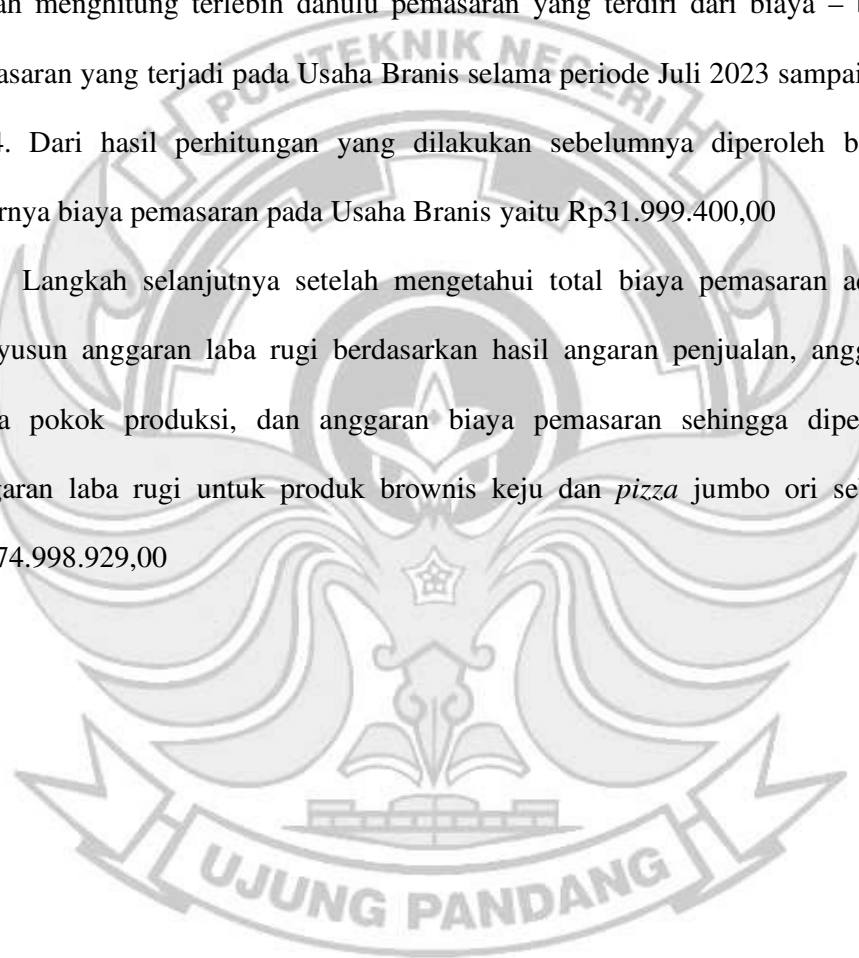 ah menghitung terlebih dahulu pemasaran yang terdiri dari biaya –
asaran yang terjadi pada Usaha Branis selama periode Juli 2023 sampai
4. Dari hasil perhitungan yang dilakukan sebelumnya diperoleh
rnya biaya pemasaran pada Usaha Branis yaitu Rp31.999.400,00
Langkah selanjutnya setelah mengetahui total biaya pemasaran
yusun anggaran laba rugi berdasarkan hasil angaran penjualan, angg
a pokok produksi, dan anggaran biaya pemasaran sehingga dipe
garan laba rugi untuk produk brownis keju dan pizza jumbo ori se
74.998.929,00
POLITEKNIK NEGERI
UJUNG PANDANG